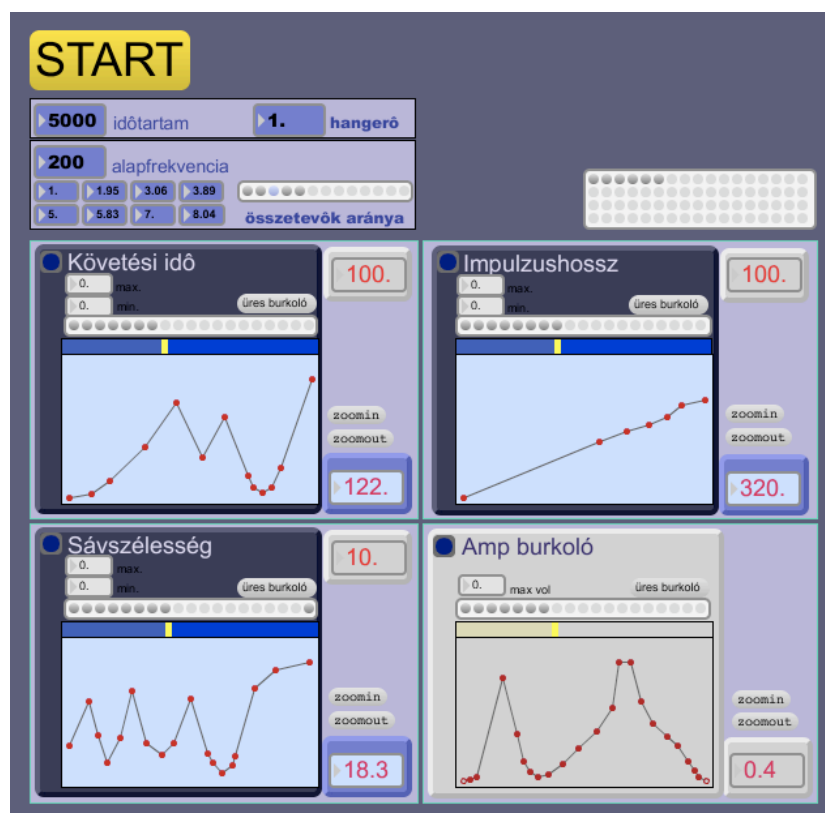 START
5000 idôtartam 1. hangerô
200 alapfrekvencia
1. 1.95 3.06 3.89
5. 5.83 7. 8.04 összetevôk aránya
Követési idô 100.
0. max.
0. min. üres burkoló
zoomin
zoomout
122.
Impulzushossz 100.
0. max.
0. min. üres burkoló
zoomin
zoomout
320.
Sávszélesség 10.
0. max.
0. min. üres burkoló
zoomin
zoomout
18.3
Amp burkoló
0. max vol üres burkoló
zoomin
zoomout
0.4